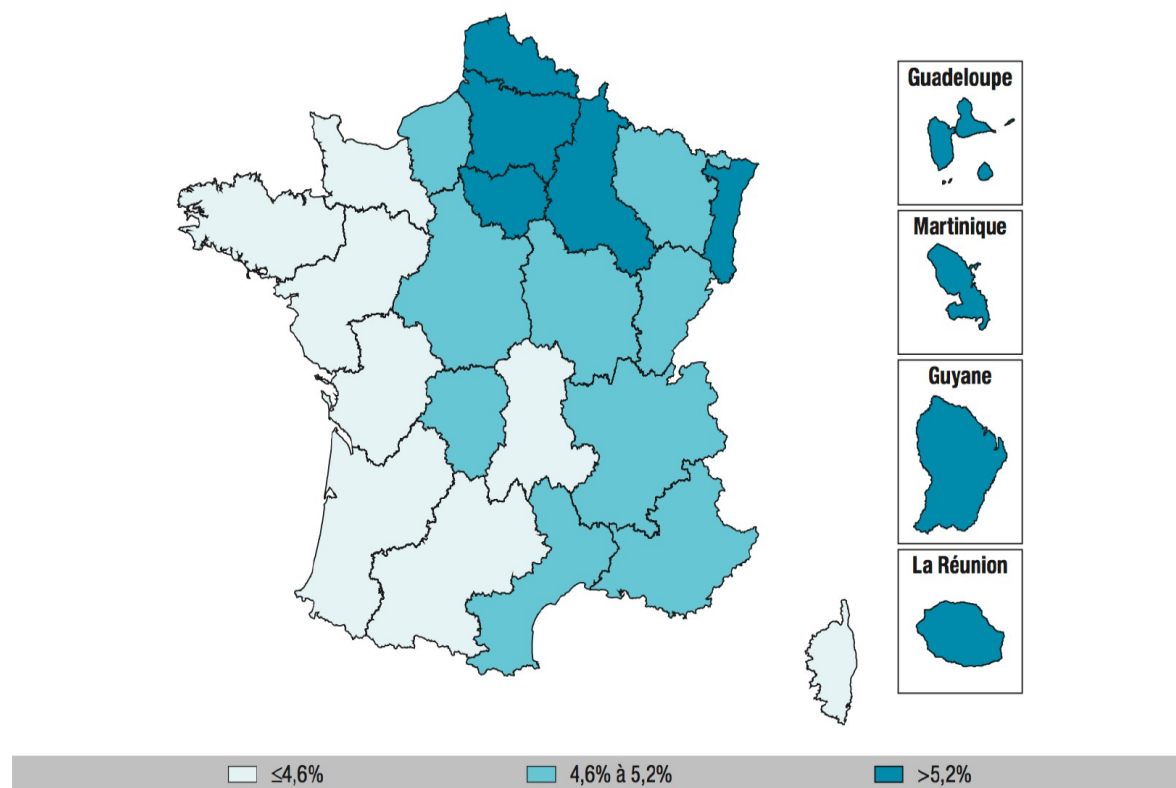 Guadeloupe
Martinique
Guyane
La Réunion
≤4,6% 4,6% à 5,2% >5,2%